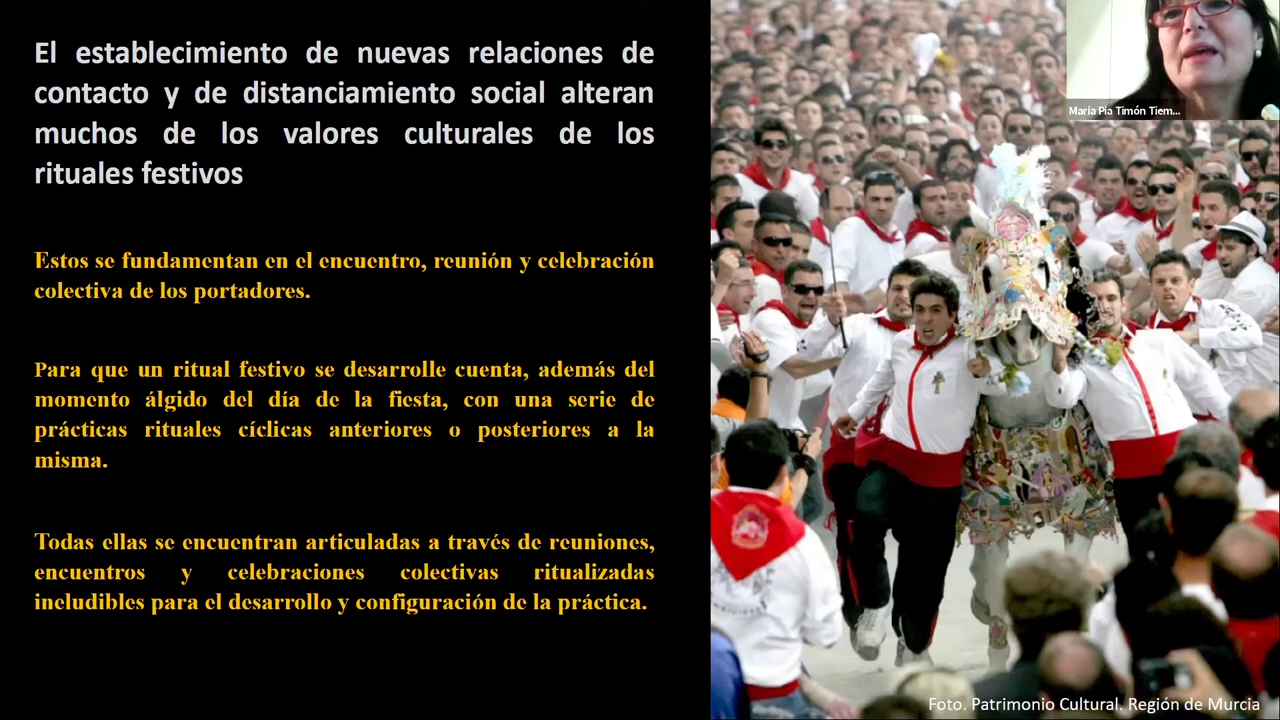 El establecimiento de nuevas relaciones de
contacto y de distanciamiento social alteran
muchos de los valores culturales de los
rituales festivos
Estos se fundamentan en el encuentro, reunión y celebración
colectiva de los portadores.
Para que un ritual festivo se desarrolle cuenta, además del
momento álgido del día de la fiesta, con una serie de
prácticas rituales cíclicas anteriores o posteriores a la
misma.
Todas ellas se encuentran articuladas a través de reuniones,
encuentros y celebraciones colectivas ritualizadas
ineludibles para el desarrollo y configuración de la práctica.
Maria Pia Timón Tiem...
Foto. Patrimonio Cultural. Región de Murcia